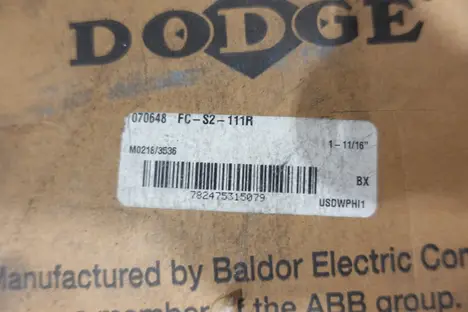 DODGE®
070648 FC-S2-111R
M0218/3536 1-11/16"
BX
782475315079 USDWPHI1
Manufactured by Baldor Electric Com
member of the ABB group.